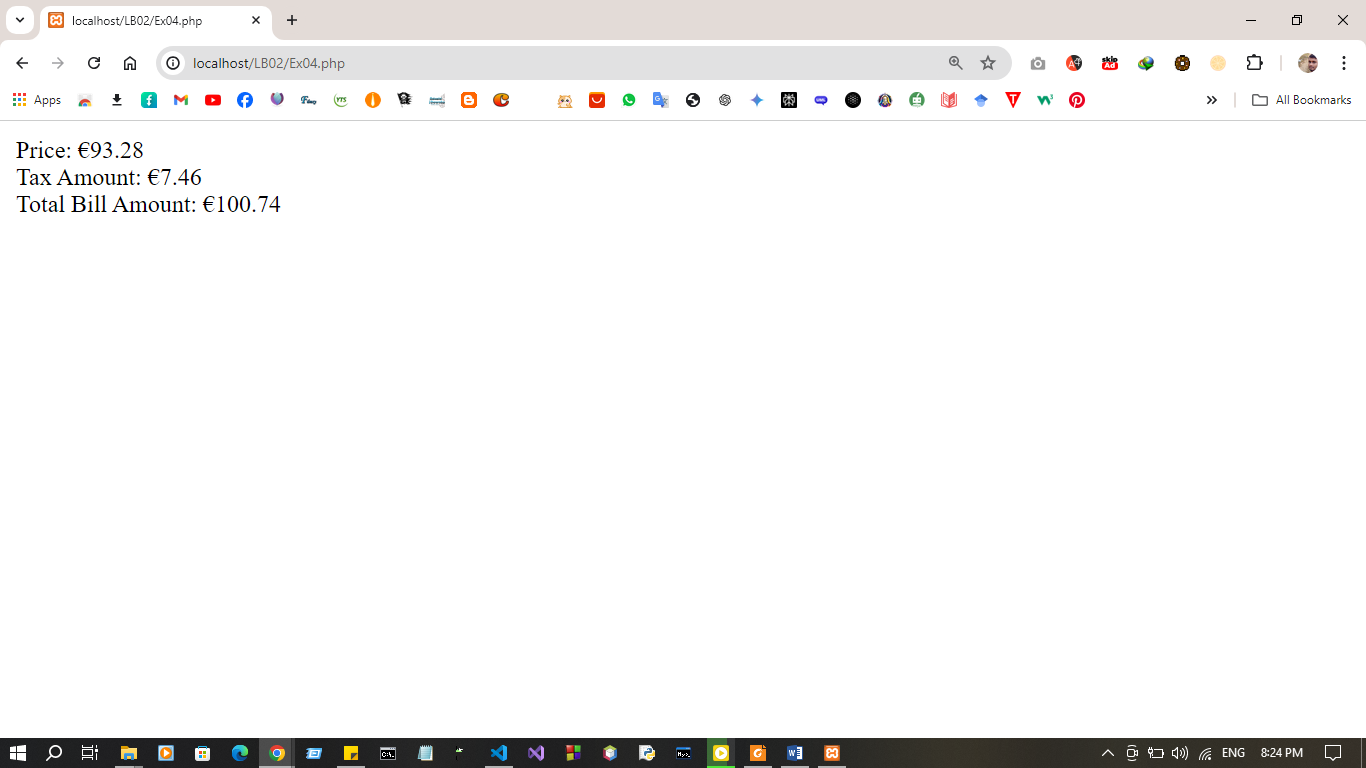 localhost/LB02/Ex04.php
localhost/LB02/Ex04.php
Apps
All Bookmarks
Price: €93.28
Tax Amount: €7.46
Total Bill Amount: €100.74
ENG
8:24 PM